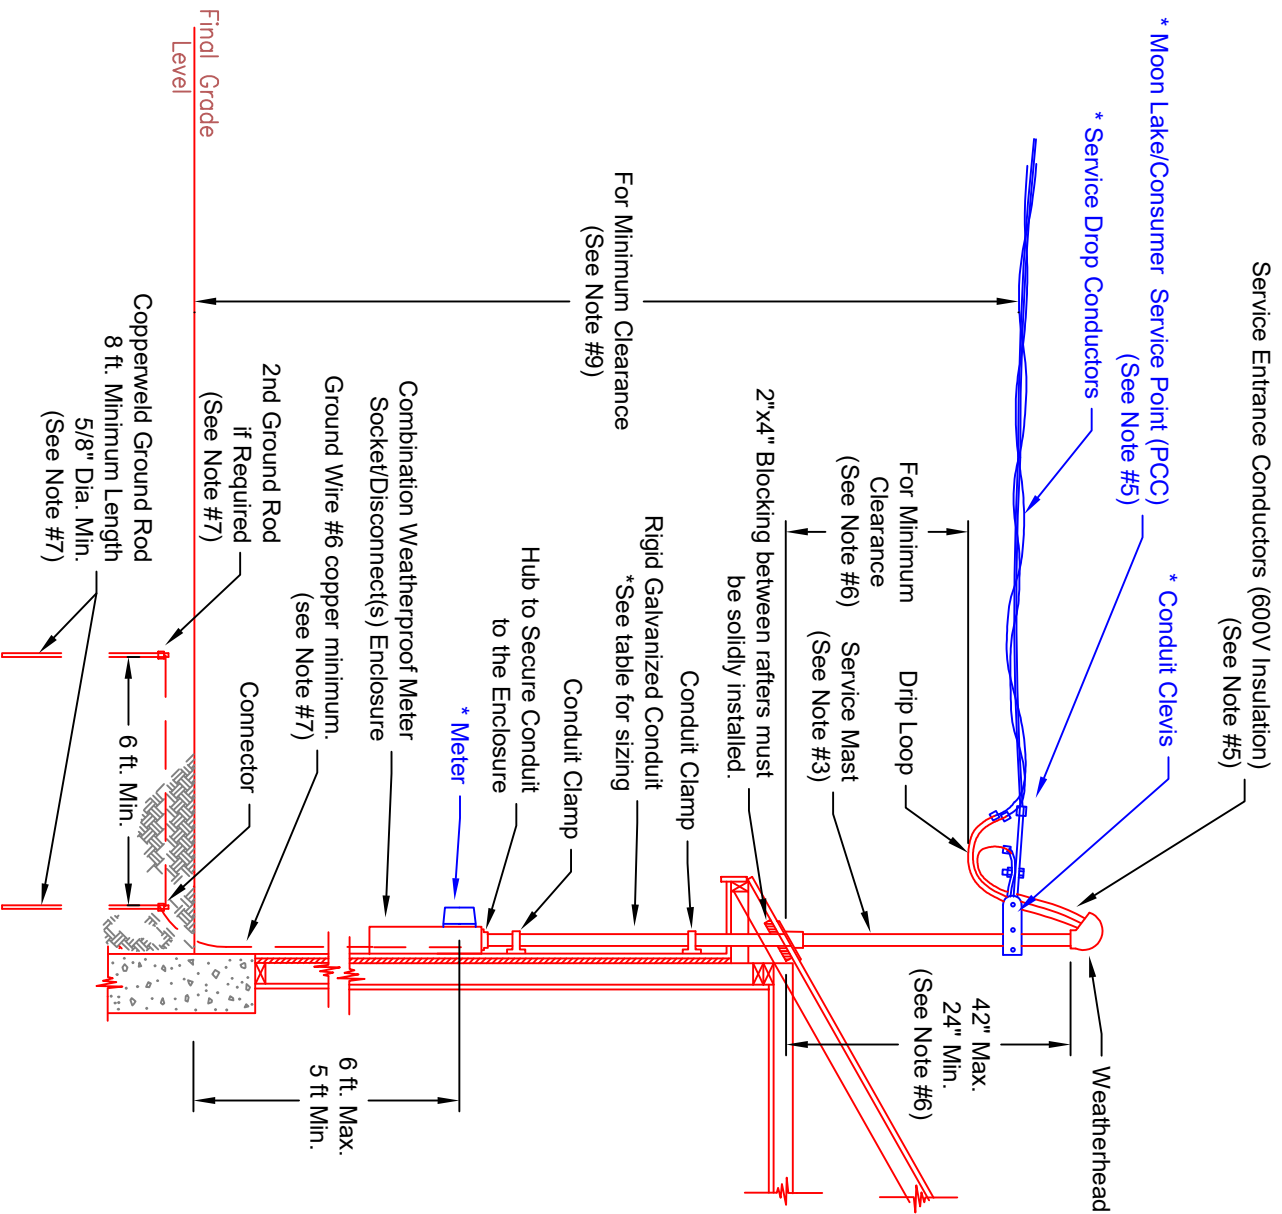 Service Entrance Conductors (600V Insulation)
(See Note #5)
* Moon Lake/Consumer Service Point (PCC)
(See Note #5)
* Conduit Clevis
* Service Drop Conductors
Weatherhead
42" Max.
24" Min.
(See Note #6)
For Minimum
Clearance
(See Note #6)
Drip Loop
Service Mast
(See Note #3)
2"x4" Blocking between rafters must
be solidly installed.
Conduit Clamp
Rigid Galvanized Conduit
*See table for sizing
For Minimum Clearance
(See Note #9)
Conduit Clamp
Hub to Secure Conduit
to the Enclosure
* Meter
Combination Weatherproof Meter
Socket/Disconnect(s) Enclosure
Ground Wire #6 copper minimum.
(see Note #7)
6 ft. Max.
5 ft Min.
Final Grade
Level
2nd Ground Rod
if Required
(See Note #7)
Connector
Copperweld Ground Rod
8 ft. Minimum Length
5/8" Dia. Min.
(See Note #7)
6 ft. Min.